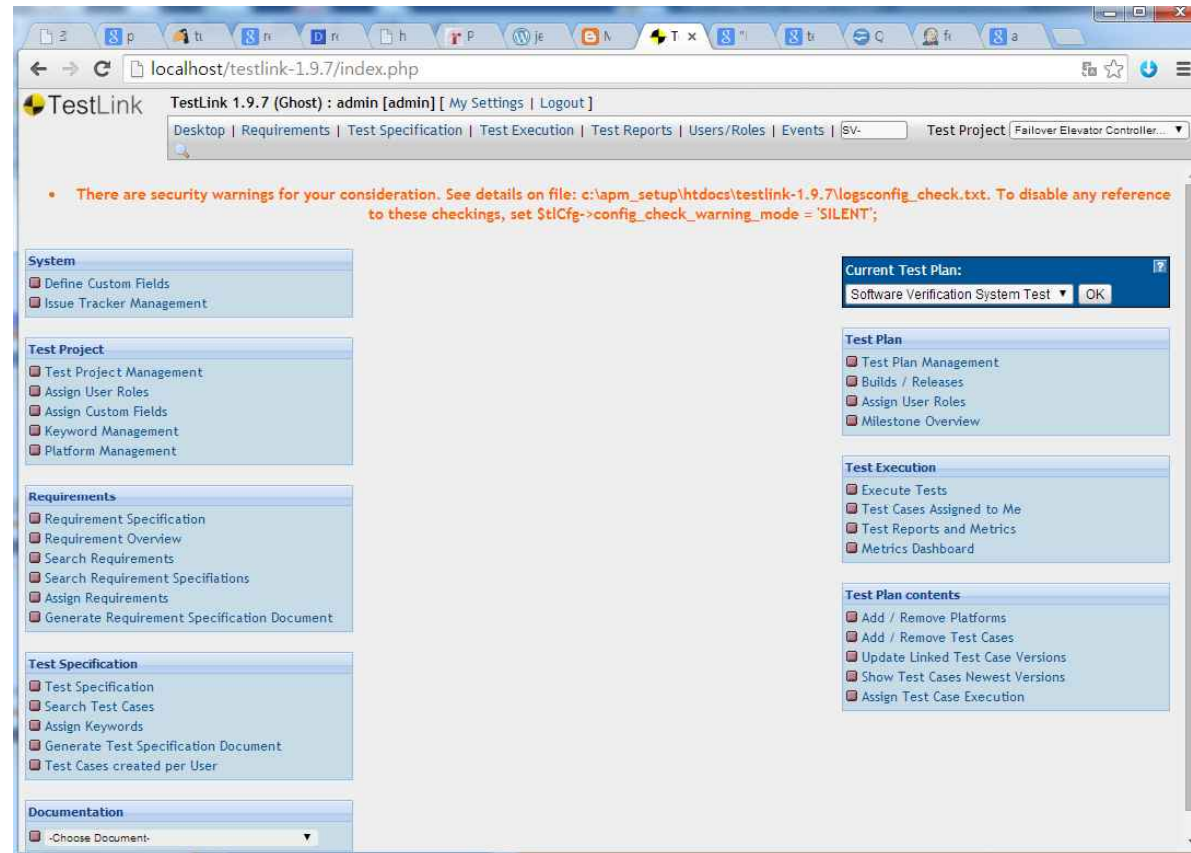 localhost/testlink-1.9.7/index.php
TestLink
TestLink 1.9.7 (Ghost) : admin [admin] [ My Settings | Logout ]
Desktop | Requirements | Test Specification | Test Execution | Test Reports | Users/Roles | Events | SV-
Test Project Failover Elevator Controller...
• There are security warnings for your consideration. See details on file: c:\apm_setup\htdocs\testlink-1.9.7\logsconfig_check.txt. To disable any reference
to these checkings, set $tlCfg->config_check_warning_mode = 'SILENT';
System
Define Custom Fields
Issue Tracker Management
Test Project
Test Project Management
Assign User Roles
Assign Custom Fields
Keyword Management
Platform Management
Requirements
Requirement Specification
Requirement Overview
Search Requirements
Search Requirement Specifiations
Assign Requirements
Generate Requirement Specification Document
Test Specification
Test Specification
Search Test Cases
Assign Keywords
Generate Test Specification Document
Test Cases created per User
Documentation
-Choose Document-
Current Test Plan:
Software Verification System Test OK
Test Plan
Test Plan Management
Builds / Releases
Assign User Roles
Milestone Overview
Test Execution
Execute Tests
Test Cases Assigned to Me
Test Reports and Metrics
Metrics Dashboard
Test Plan contents
Add / Remove Platforms
Add / Remove Test Cases
Update Linked Test Case Versions
Show Test Cases Newest Versions
Assign Test Case Execution